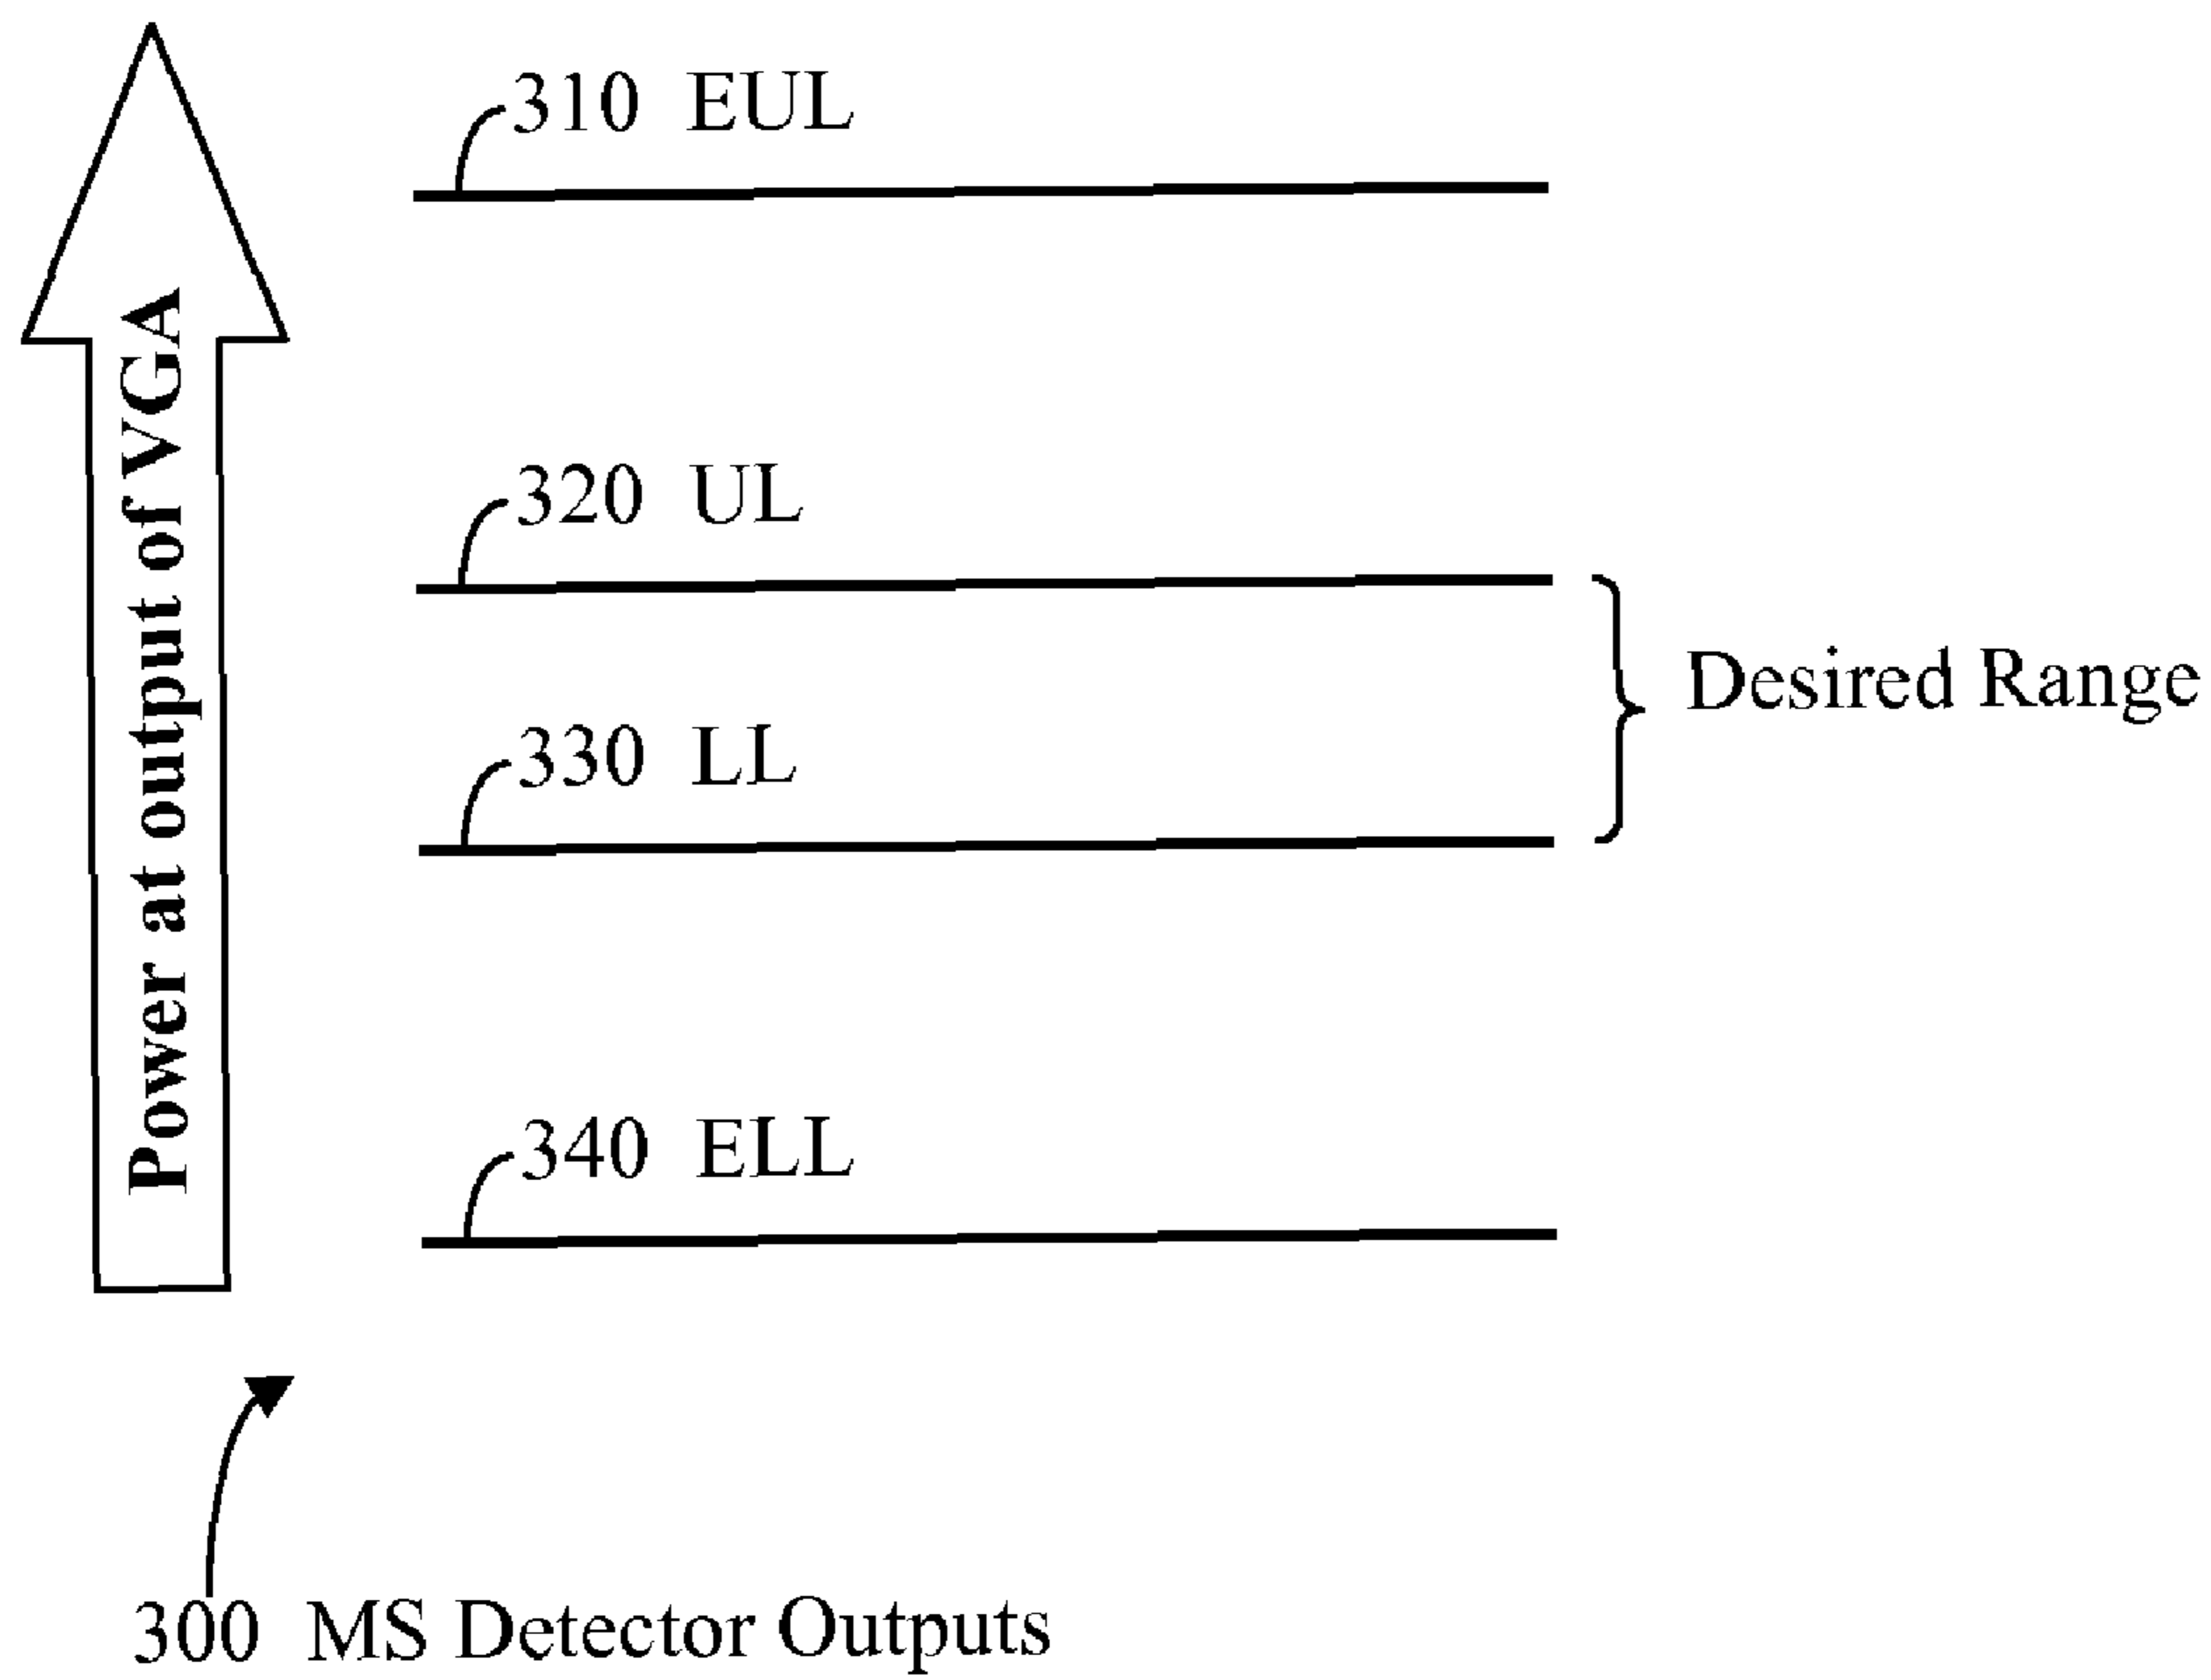 310 EUL
Power at output of VGA
320 UL
Desired Range
330 LL
340 ELL
300 MS Detector Outputs